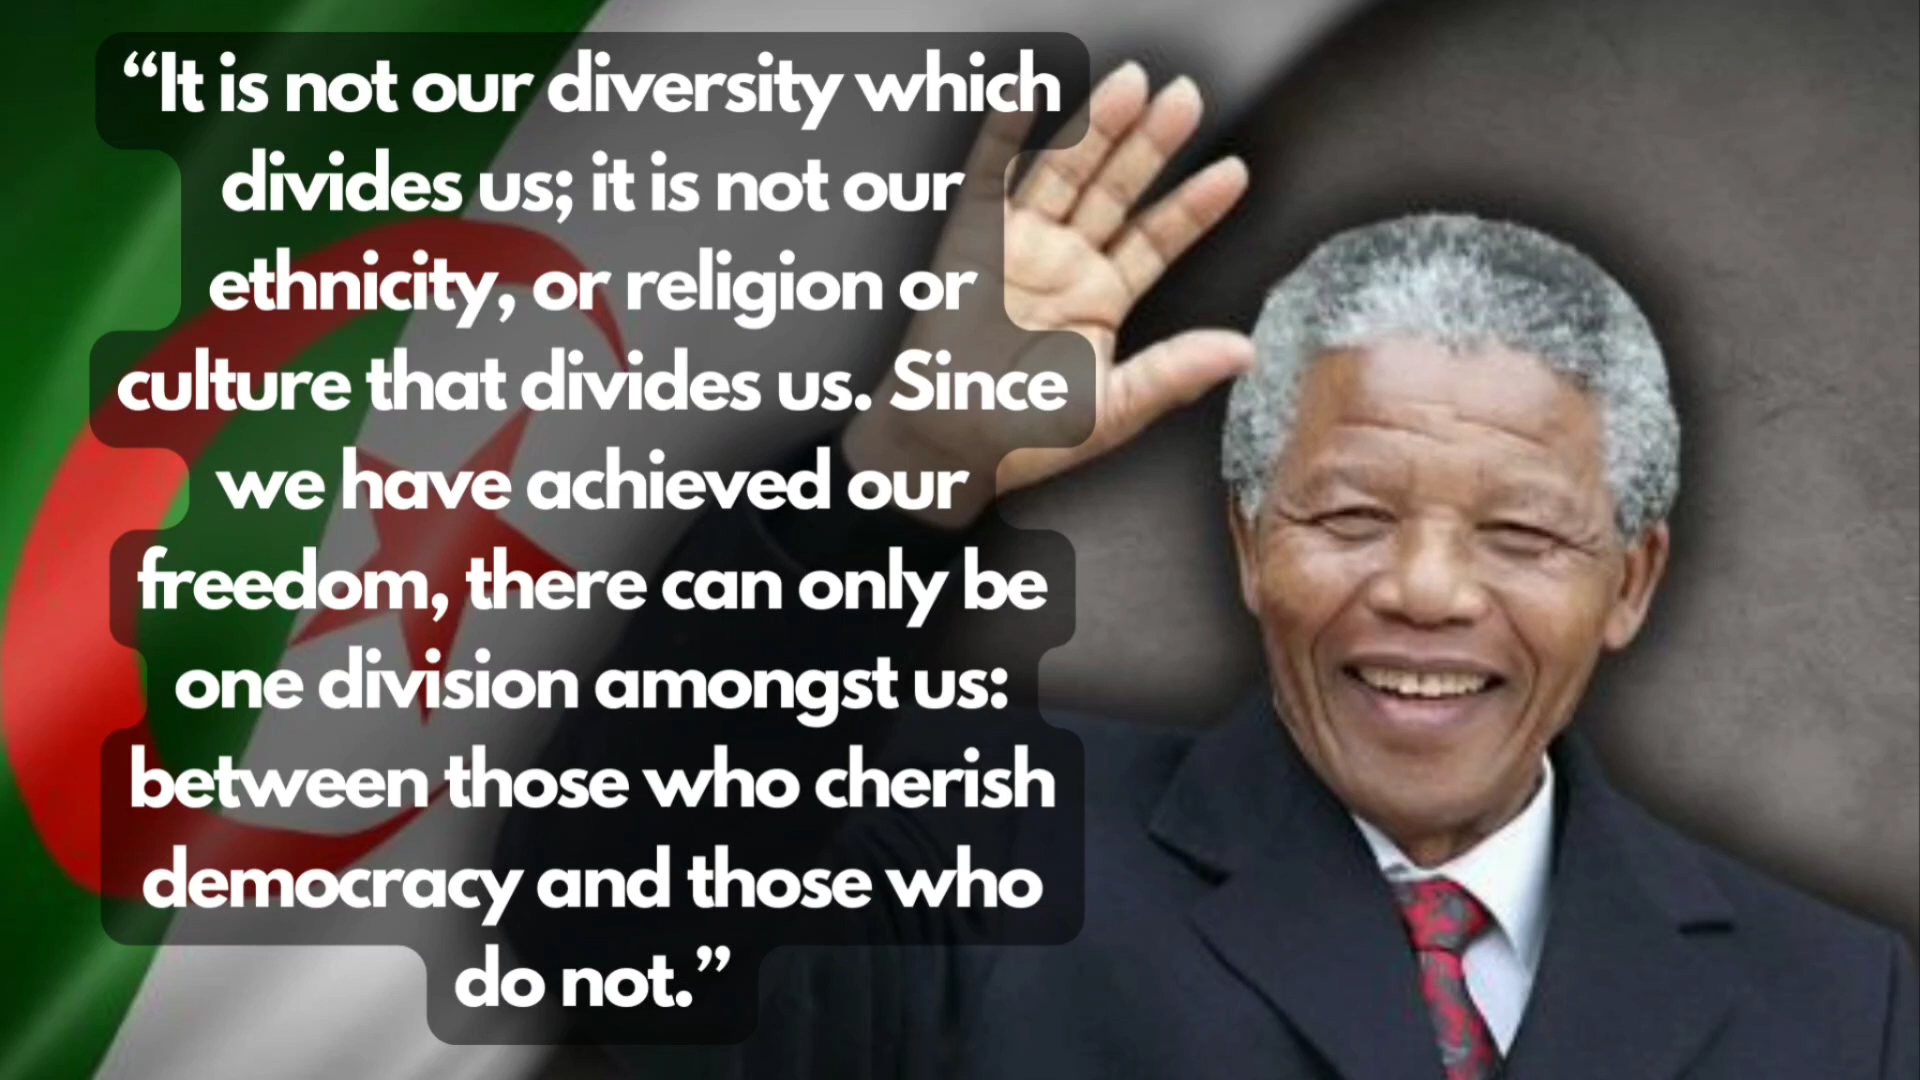 “It is not our diversity which
divides us; it is not our
ethnicity, or religion or
culture that divides us. Since
we have achieved our
freedom, there can only be
one division amongst us:
between those who cherish
democracy and those who
do not.”